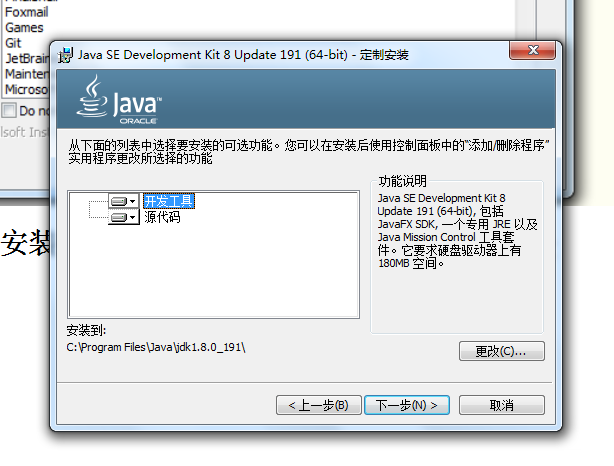 Foxmail
Games
Git
JetBrain
Mainten
Microso
Do no
lsoft Inst
安装
Java SE Development Kit 8 Update 191 (64-bit) - 定制安装
Java™
ORACLE
从下面的列表中选择要安装的可选功能。您可以在安装后使用控制面板中的"添加/删除程序"
实用程序更改所选择的功能
开发工具
源代码
功能说明
Java SE Development Kit 8
Update 191 (64-bit), 包括
JavaFX SDK, 一个专用 JRE 以及
Java Mission Control 工具套
件。它要求硬盘驱动器上有
180MB 空间。
安装到:
C:\Program Files\Java\jdk1.8.0_191\
更改(C)...
< 上一步(B)
下一步(N) >
取消